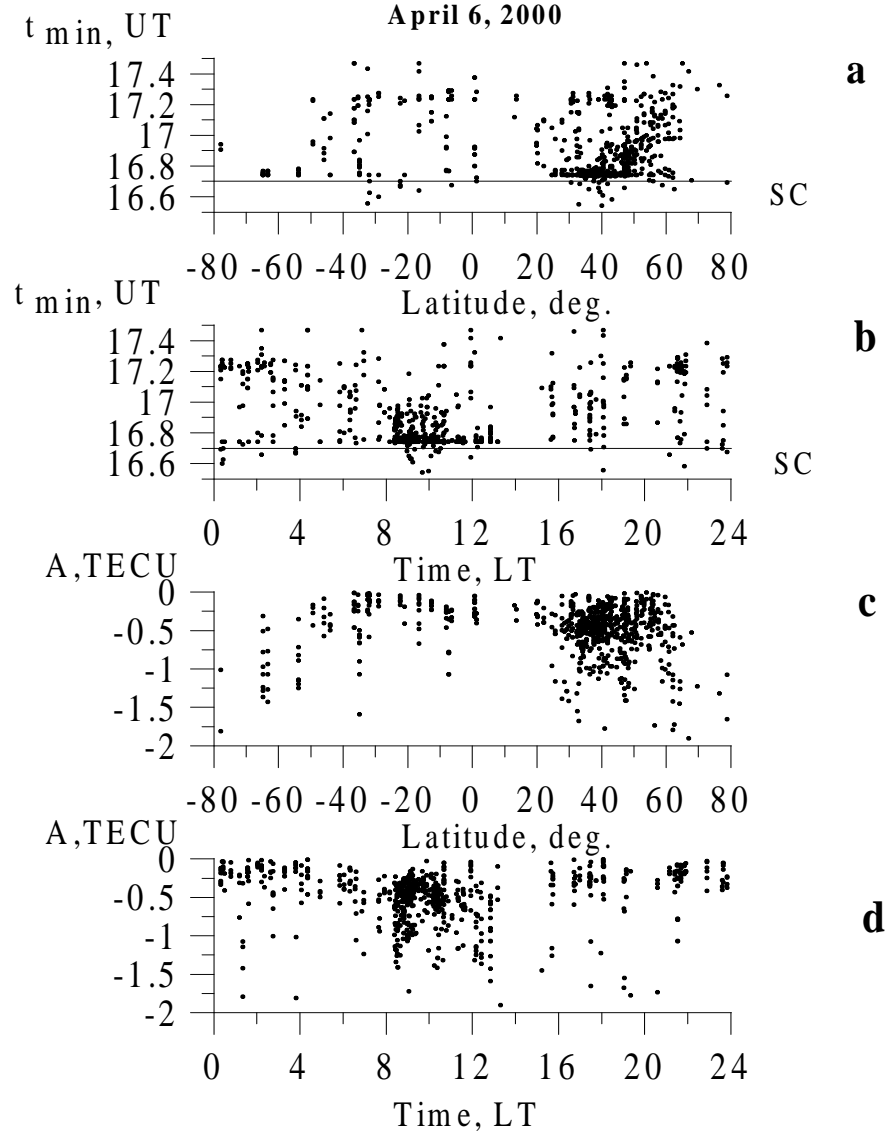 April 6, 2000
t min, UT
a
17.4
17.2
17
16.8
16.6
SC
-80 -60 -40 -20 0 20 40 60 80
Latitude, deg.
t min, UT
b
17.4
17.2
17
16.8
16.6
SC
0 4 8 12 16 20 24
Time, LT
A,TECU
c
0
-0.5
-1
-1.5
-2
-80 -60 -40 -20 0 20 40 60 80
Latitude, deg.
A,TECU
d
0
-0.5
-1
-1.5
-2
0 4 8 12 16 20 24
Time, LT